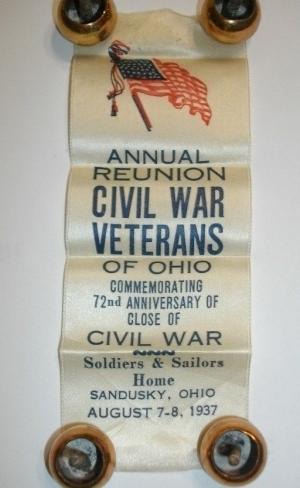 ANNUAL
REUNION
CIVIL WAR
VETERANS
OF OHIO
COMMEMORATING
72nd ANNIVERSARY OF
CLOSE OF
CIVIL WAR
Soldiers & Sailors
Home
SANDUSKY, OHIO
AUGUST 7-8, 1937